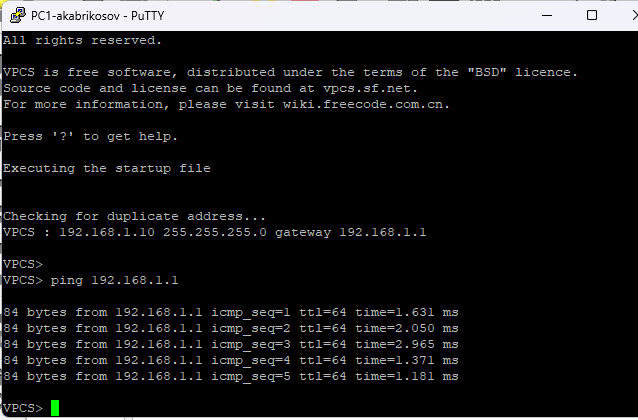 PC1-akabrikosov - PuTTY
All rights reserved.
VPCS is free software, distributed under the terms of the "BSD" licence.
Source code and license can be found at vpcs.sf.net.
For more information, please visit wiki.freecode.com.cn.
Press '?' to get help.
Executing the startup file
Checking for duplicate address...
VPCS : 192.168.1.10 255.255.255.0 gateway 192.168.1.1
VPCS>
VPCS> ping 192.168.1.1
84 bytes from 192.168.1.1 icmp_seq=1 ttl=64 time=1.631 ms
84 bytes from 192.168.1.1 icmp_seq=2 ttl=64 time=2.050 ms
84 bytes from 192.168.1.1 icmp_seq=3 ttl=64 time=2.965 ms
84 bytes from 192.168.1.1 icmp_seq=4 ttl=64 time=1.371 ms
84 bytes from 192.168.1.1 icmp_seq=5 ttl=64 time=1.181 ms
VPCS>